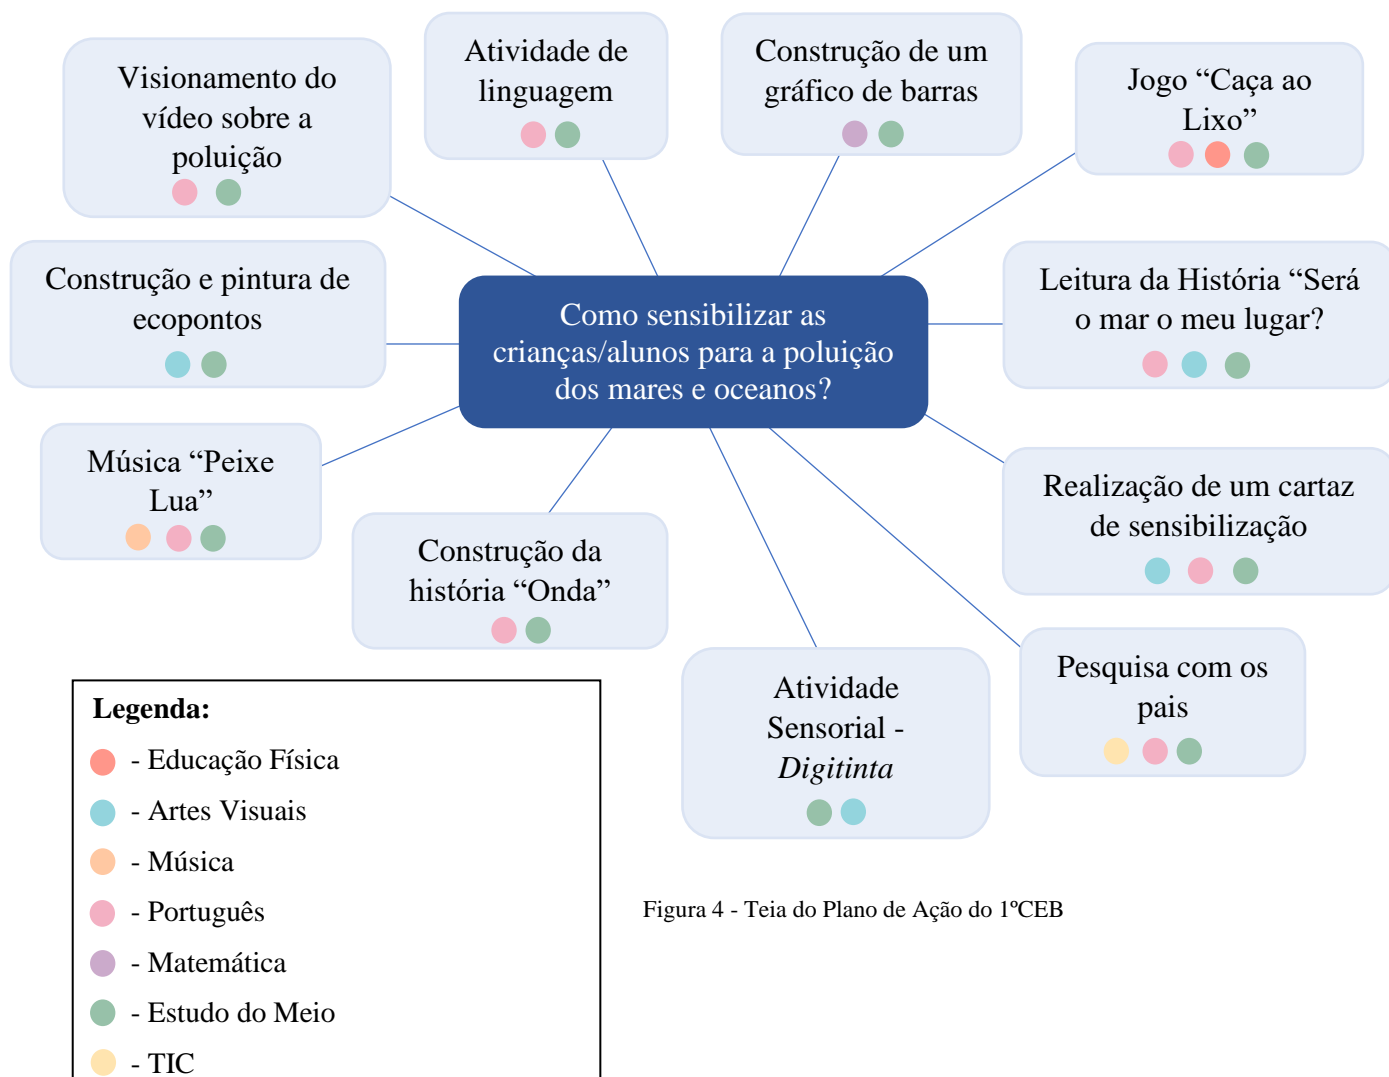 Visionamento do
vídeo sobre a
poluição
Atividade de
linguagem
Construção de um
gráfico de barras
Jogo “Caça ao
Lixo”
Construção e pintura de
ecopontos
Como sensibilizar as
crianças/alunos para a poluição
dos mares e oceanos?
Leitura da História “Será
o mar o meu lugar?
Música “Peixe
Lua”
Construção da
história “Onda”
Realização de um cartaz
de sensibilização
Atividade
Sensorial -
Digitinta
Pesquisa com os
pais
Legenda:
- Educação Física
- Artes Visuais
- Música
- Português
- Matemática
- Estudo do Meio
- TIC
Figura 4 - Teia do Plano de Ação do 1ºCEB